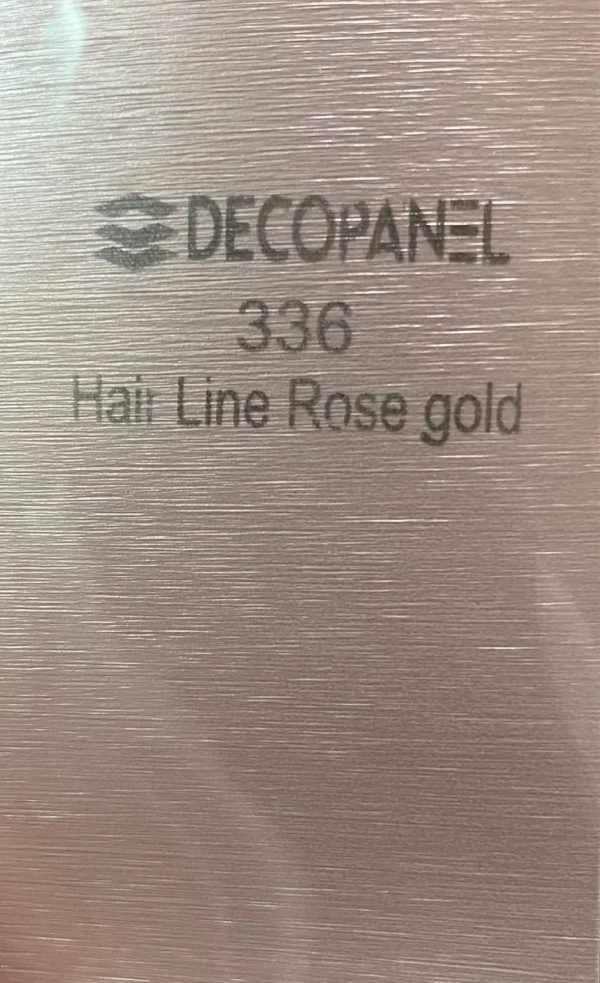 DECOPANEL
336
Hair Line Rose gold